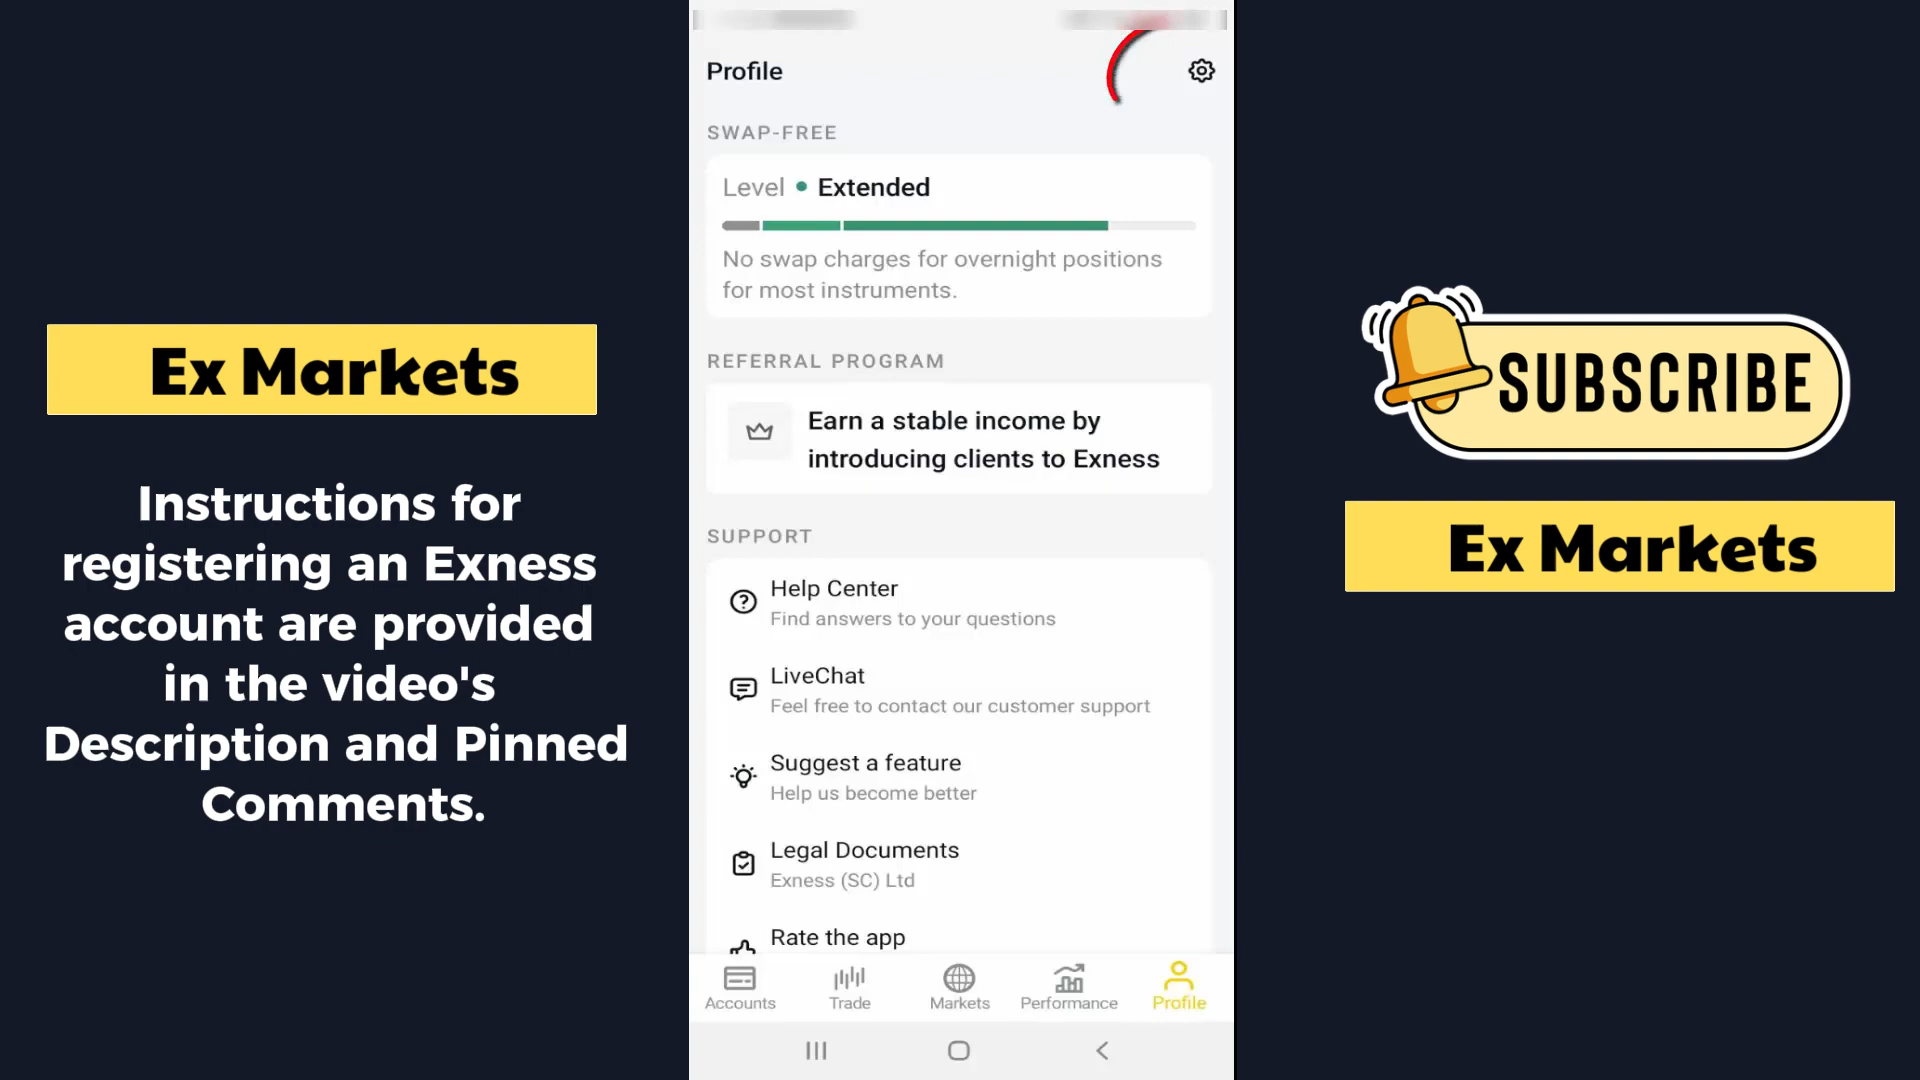 Ex Markets
Instructions for
registering an Exness
account are provided
in the video's
Description and Pinned
Comments.
Profile
SWAP-FREE
Level • Extended
No swap charges for overnight positions
for most instruments.
REFERRAL PROGRAM
Earn a stable income by
introducing clients to Exness
SUPPORT
Help Center
Find answers to your questions
LiveChat
Feel free to contact our customer support
Suggest a feature
Help us become better
Legal Documents
Exness (SC) Ltd
Rate the app
Accounts Trade Markets Performance Profile
SUBSCRIBE
Ex Markets